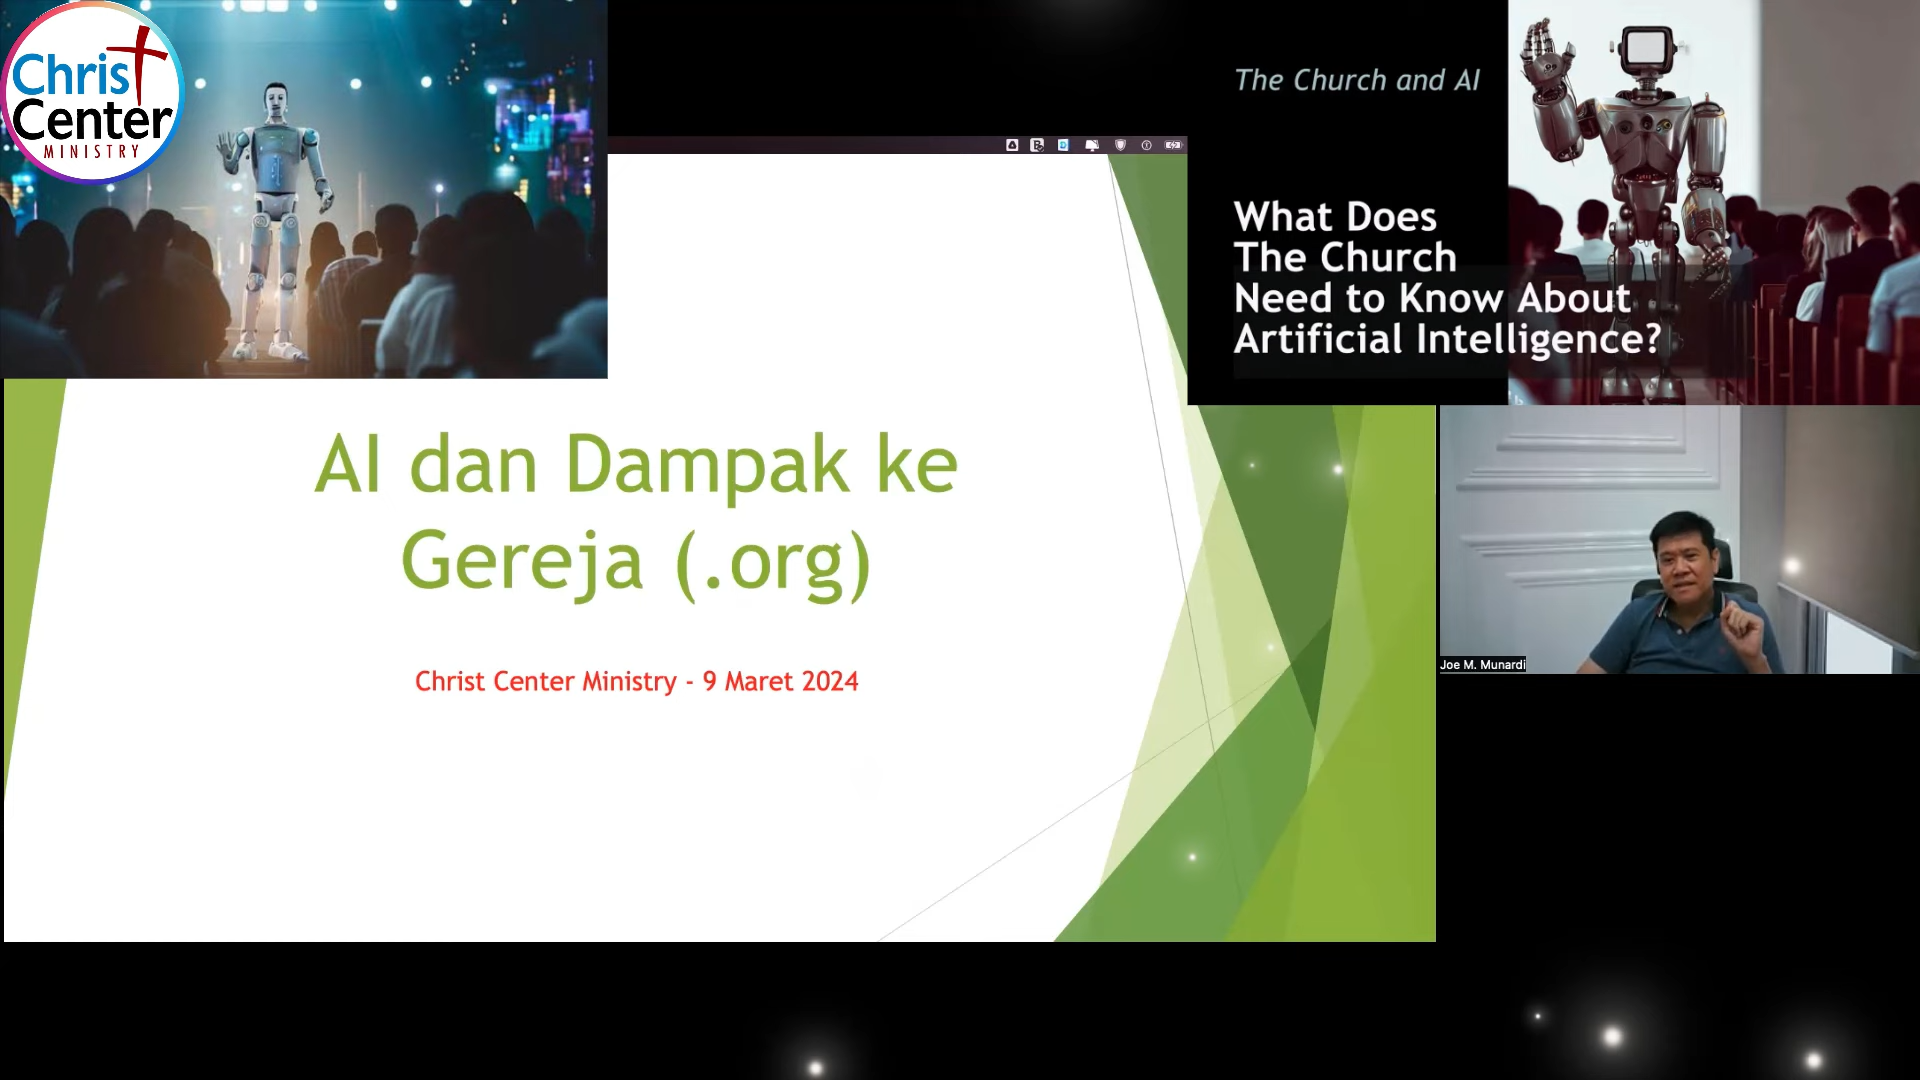 Christ
Center
MINISTRY
The Church and AI
What Does
The Church
Need to Know About
Artificial Intelligence?
AI dan Dampak ke
Gereja (.org)
Christ Center Ministry - 9 Maret 2024
Joe M. Munardi